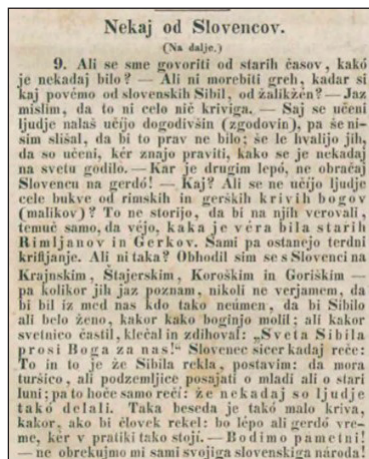 Nekaj od Slovencov.
(Na dalje.)
9. Ali se sme govoriti od starih časov, kakó
je nekadaj bilo? — Ali ni morebiti greh, kadar si
kaj povémo od slovenskih Sibil, od žalikžén? — Jaz
mislim, da to ni celo nič kriviga. — Saj se učeni
ljudje nalaš učijo dogodivšin (zgodovin), pa še ni-
sim slišal, da bi to prav ne bilo; še le hvalijo jih,
da so učeni, kér znajo praviti, kako se je nekadaj
na svetu godilo. — Kar je drugim lepó, ne obračaj
Slovencu na gerdó! — Kaj? Ali se ne učijo ljudje
cele bukve od rimskih in gerških krivih bogov
(malikov)? To ne storijo, da bi na njih verovali,
temuč samo, da véjo, kaka je véra bila starih
Rimljanov in Gerkov. Sami pa ostanejo terdni
krišljanje. Ali ni taka? Obhodil sim se s Slovenci na
Krajnskim, Štajerskim, Koroškim in Goriškim —
pa kolikor jih jaz poznam, nikoli ne verjamem, da
bi bil iz med nas kdo tako neúmen, da bi Sibilo
ali belo ženo, kakor kako boginjo molil; ali kakor
svetnico častil, klečal in zdihoval: „Sveta Sibila
prosi Boga za nas!“ Slovenec sicer kadaj reče:
To in to je že Sibila rekla, postavim: da mora
turšico, ali podzemljice posajati o mladi ali o stari
luni; pa to hoče samo reči: že nekadaj so ljudje
takó delali. Taka beseda je takó malo kriva,
kakor, ako bi človek rekel: bo lépo ali gerdó vre-
me, kér v pratiki tako stoji. — Bodimo pametni!
— ne obrekujmo mi sami svojiga slovenskiga naróda!